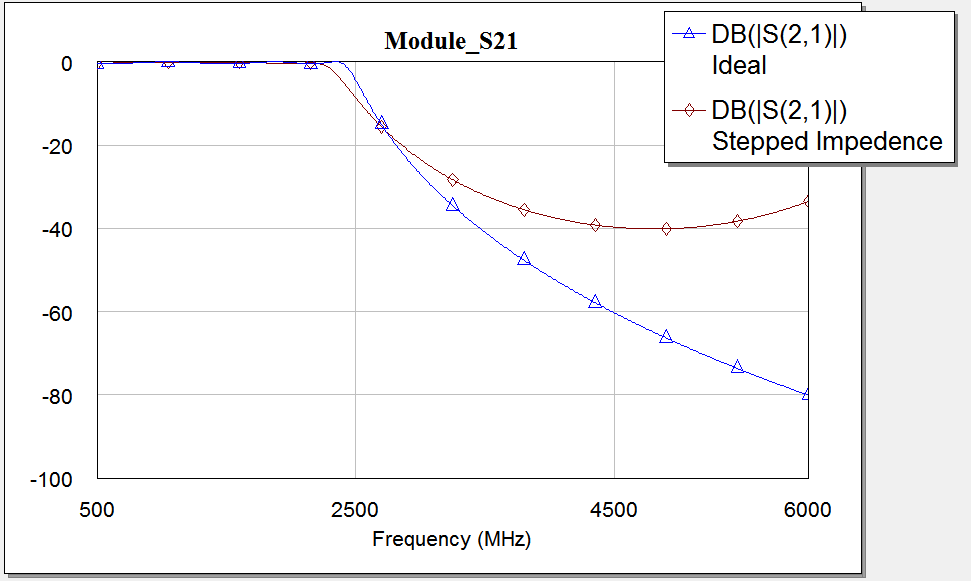 Module_S21
DB(|S(2,1)|)
Ideal
DB(|S(2,1)|)
Stepped Impedence
0
-20
-40
-60
-80
-100
500
2500
4500
6000
Frequency (MHz)